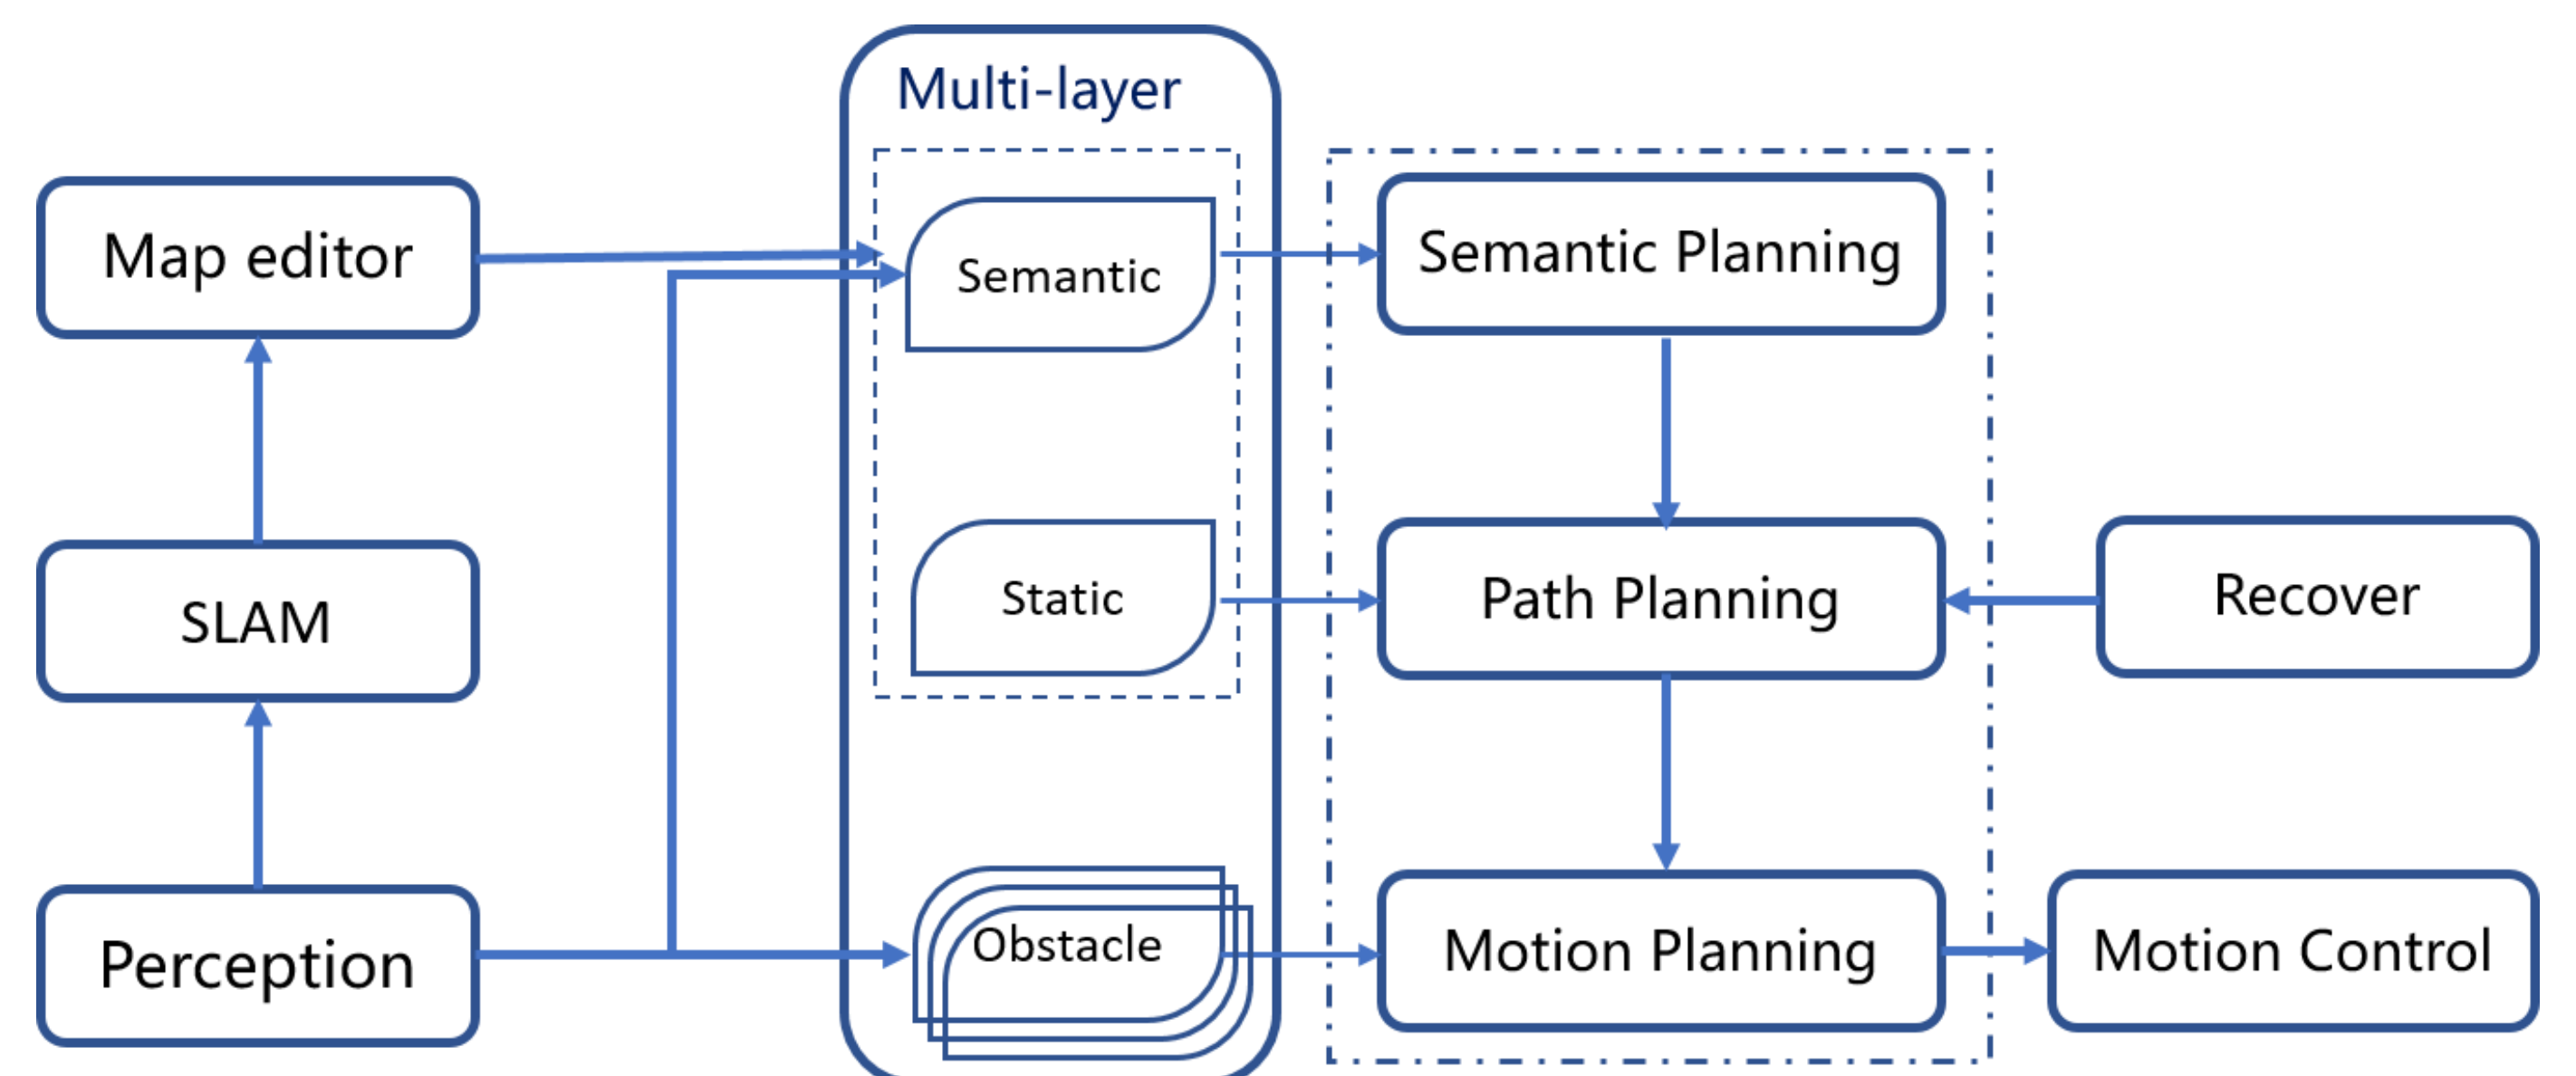 Multi-layer
Map editor
Semantic
Semantic Planning
SLAM
Static
Path Planning
Recover
Perception
Obstacle
Motion Planning
Motion Control